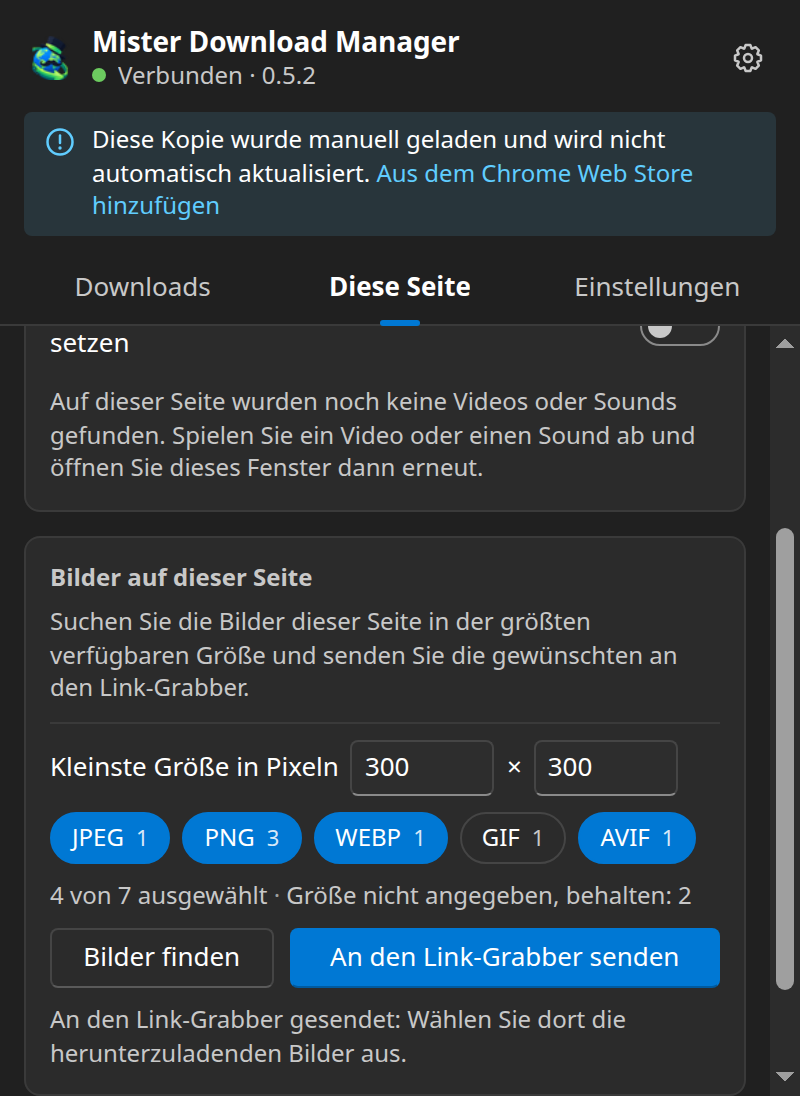 Mister Download Manager
Verbunden · 0.5.2
Diese Kopie wurde manuell geladen und wird nicht
automatisch aktualisiert. Aus dem Chrome Web Store
hinzufügen
Downloads
Diese Seite
Einstellungen
setzen
Auf dieser Seite wurden noch keine Videos oder Sounds
gefunden. Spielen Sie ein Video oder einen Sound ab und
öffnen Sie dieses Fenster dann erneut.
Bilder auf dieser Seite
Suchen Sie die Bilder dieser Seite in der größten
verfügbaren Größe und senden Sie die gewünschten an
den Link-Grabber.
Kleinste Größe in Pixeln 300 × 300
JPEG 1 PNG 3 WEBP 1 GIF 1 AVIF 1
4 von 7 ausgewählt · Größe nicht angegeben, behalten: 2
Bilder finden
An den Link-Grabber senden
An den Link-Grabber gesendet: Wählen Sie dort die
herunterzuladenden Bilder aus.